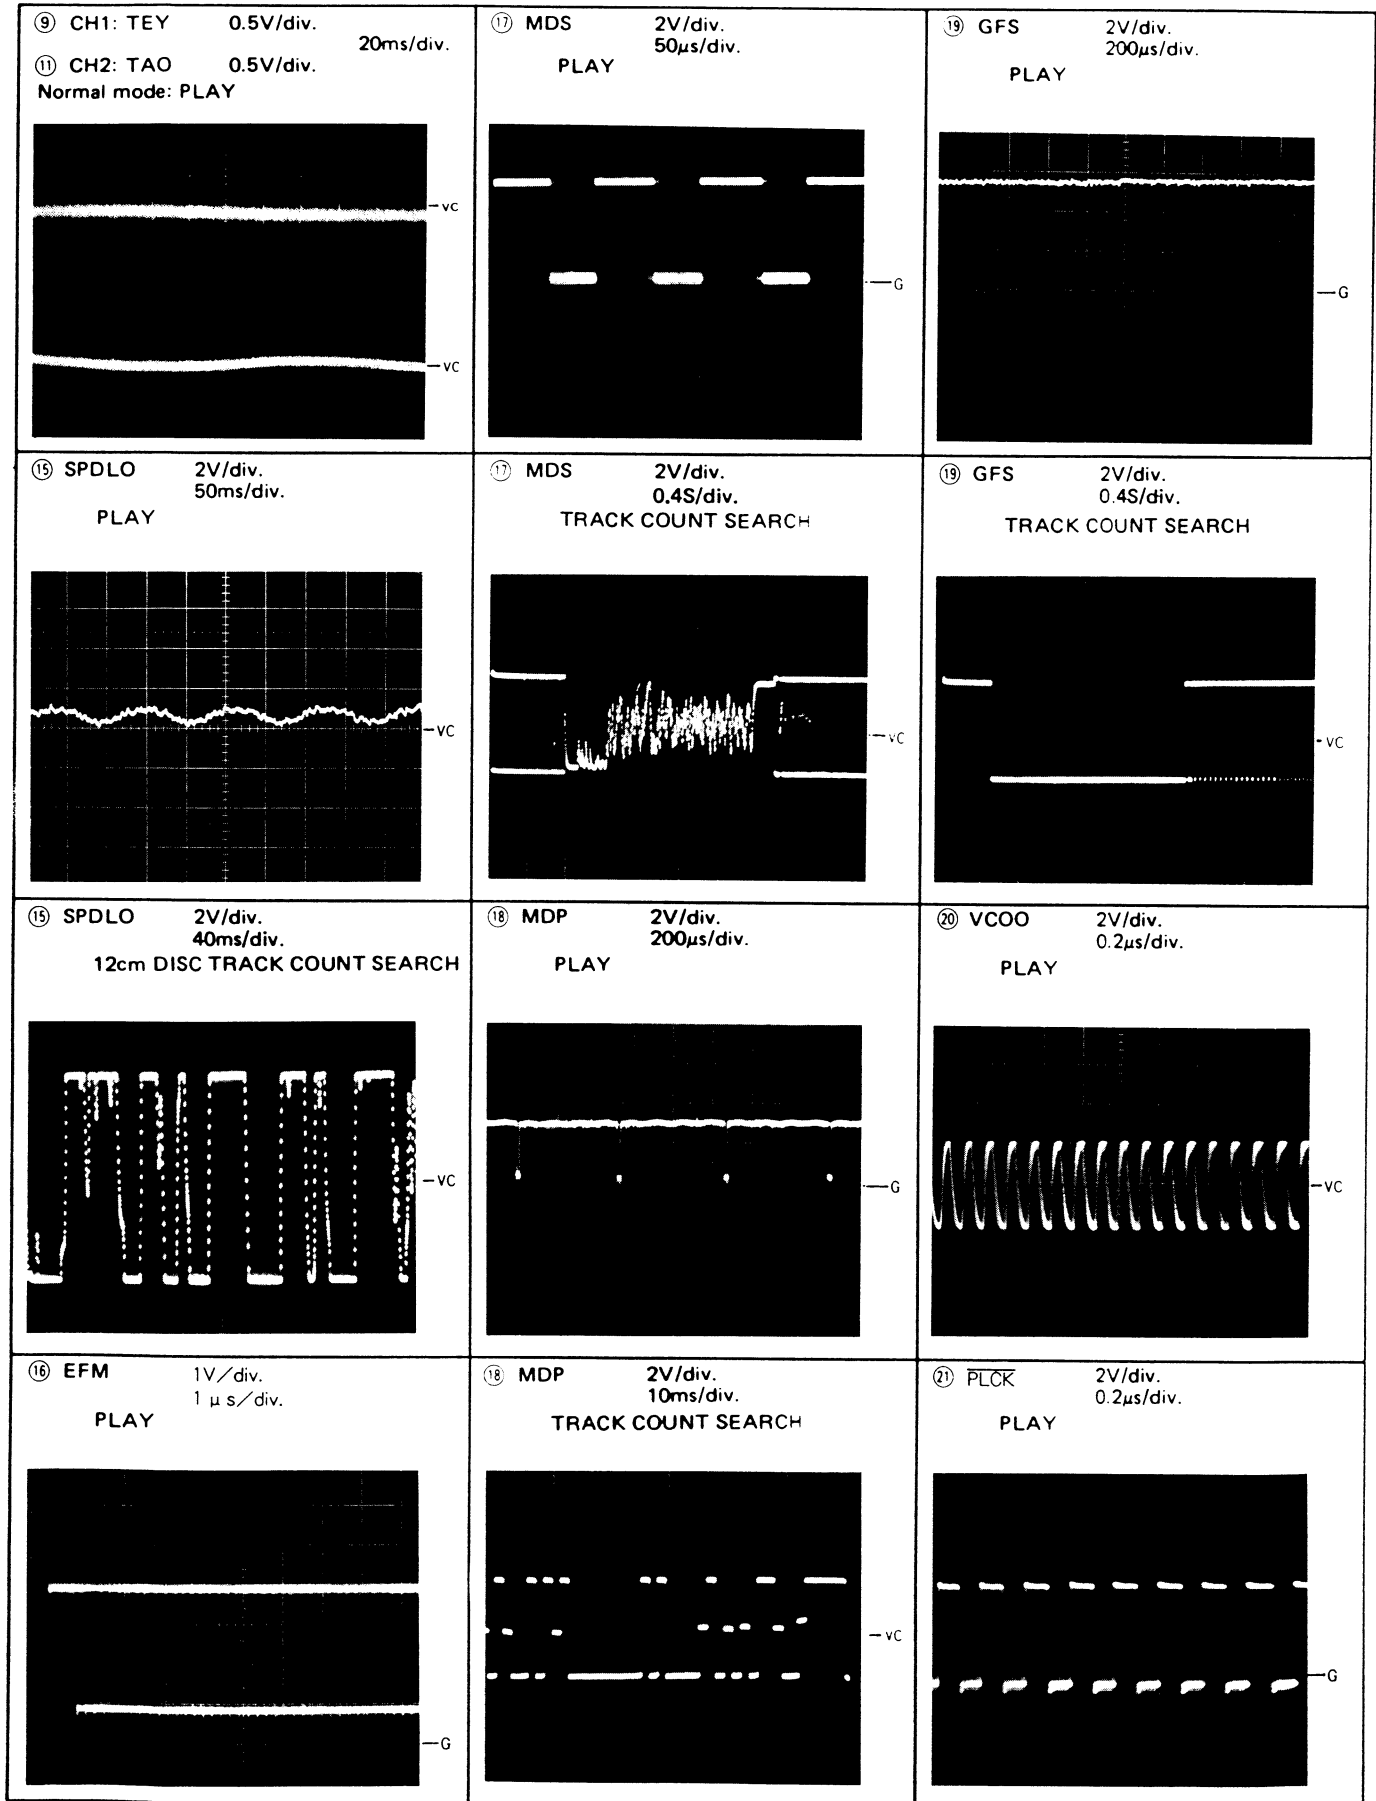 ⑨ CH1: TEY 0.5V/div.
20ms/div.
⑪ CH2: TAO 0.5V/div.
Normal mode: PLAY
VC
VC
⑰ MDS 2V/div.
50μs/div.
PLAY
G
⑲ GFS 2V/div.
200μs/div.
PLAY
G
⑮ SPDLO 2V/div.
50ms/div.
PLAY
VC
⑰ MDS 2V/div.
0.4S/div.
TRACK COUNT SEARCH
VC
⑲ GFS 2V/div.
0.4S/div.
TRACK COUNT SEARCH
VC
⑮ SPDLO 2V/div.
40ms/div.
12cm DISC TRACK COUNT SEARCH
VC
⑱ MDP 2V/div.
200μs/div.
PLAY
G
⑳ VCOO 2V/div.
0.2μs/div.
PLAY
VC
⑯ EFM 1V/div.
1 μ s/div.
PLAY
G
⑱ MDP 2V/div.
10ms/div.
TRACK COUNT SEARCH
VC
㉑ P̅L̅C̅K̅ 2V/div.
0.2μs/div.
PLAY
G